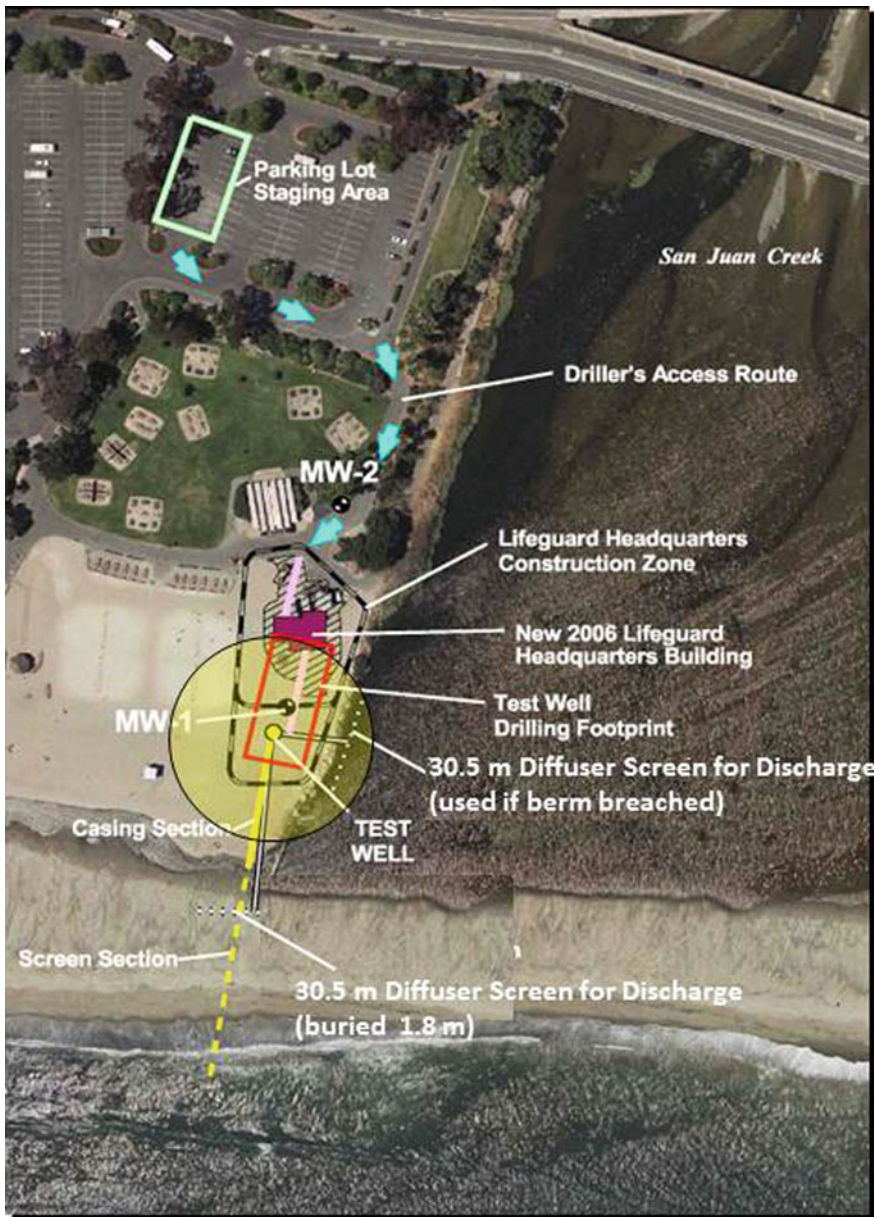 Parking Lot
Staging Area
San Juan Creek
Driller's Access Route
MW-2
Lifeguard Headquarters
Construction Zone
New 2006 Lifeguard
Headquarters Building
Test Well
Drilling Footprint
MW-1
30.5 m Diffuser Screen for Discharge
(used if berm breached)
Casing Section
TEST
WELL
Screen Section
30.5 m Diffuser Screen for Discharge
(buried 1.8 m)